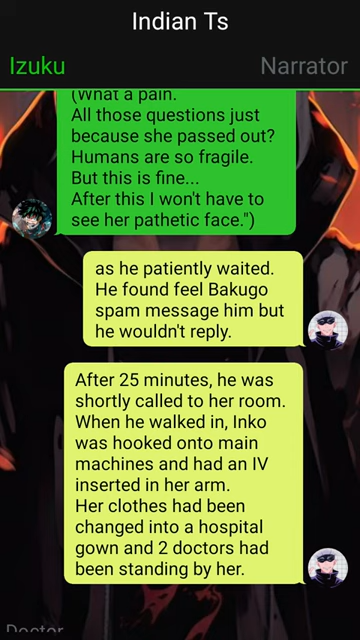 Indian Ts
Izuku
Narrator
(What a pain.
All those questions just
because she passed out?
Humans are so fragile.
But this is fine...
After this I won't have to
see her pathetic face.")
as he patiently waited.
He found feel Bakugo
spam message him but
he wouldn't reply.
After 25 minutes, he was
shortly called to her room.
When he walked in, Inko
was hooked onto main
machines and had an IV
inserted in her arm.
Her clothes had been
changed into a hospital
gown and 2 doctors had
been standing by her.
Doctor